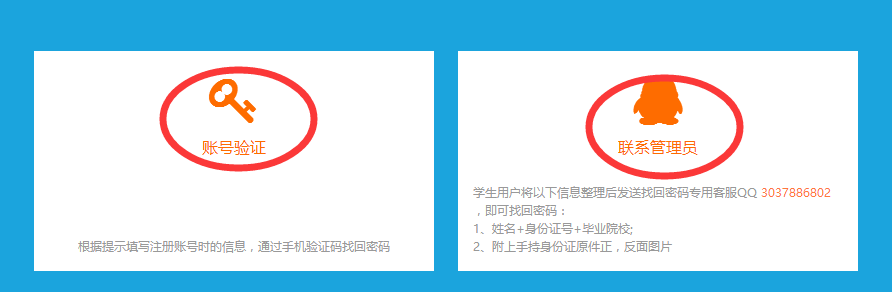 账号验证
根据提示填写注册账号时的信息，通过手机验证码找回密码
联系管理员
学生用户将以下信息整理后发送找回密码专用客服QQ 3037886802
，即可找回密码：
1、姓名+身份证号+毕业院校;
2、附上手持身份证原件正，反面图片